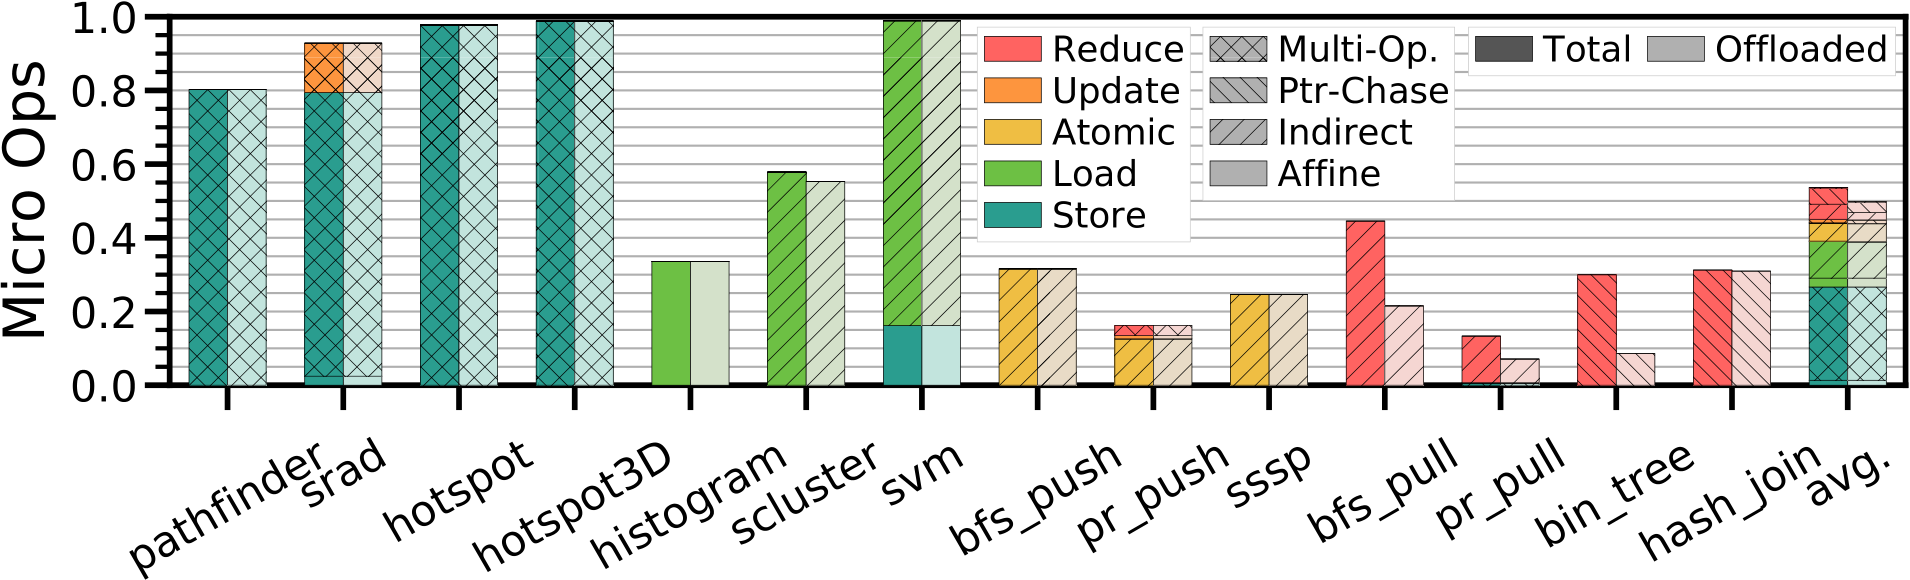 Micro Ops
1.0
0.8
0.6
0.4
0.2
0.0
Reduce
Update
Atomic
Load
Store
Multi-Op.
Ptr-Chase
Indirect
Affine
Total
Offloaded
pathfinder
srad
hotspot
hotspot3D
histogram
scluster
svm
bfs_push
pr_push
sssp
bfs_pull
pr_pull
bin_tree
hash_join
avg.